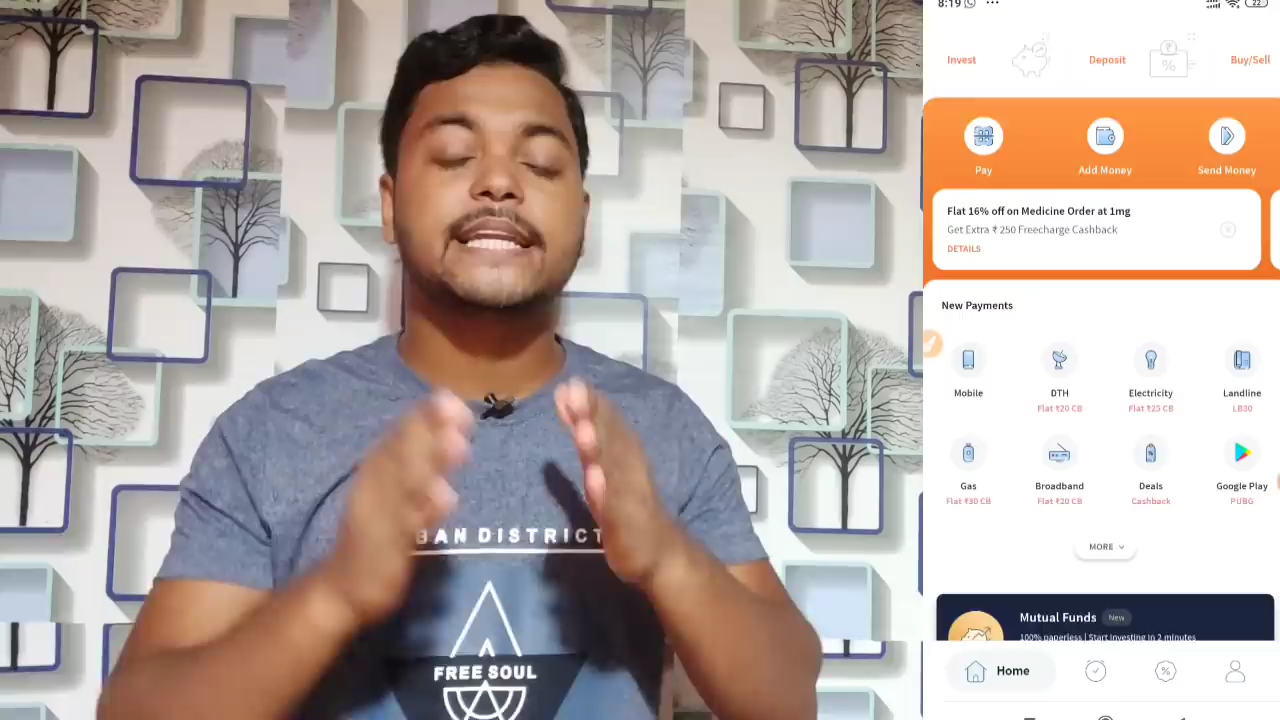 BAN DISTRICT
FREE SOUL
8:19
22
Invest
Deposit
Buy/Sell
Pay
Add Money
Send Money
Flat 16% off on Medicine Order at 1mg
Get Extra ₹ 250 Freecharge Cashback
DETAILS
New Payments
Mobile
DTH
Electricity
Landline
Flat ₹20 CB
Flat ₹25 CB
LB30
Gas
Broadband
Deals
Google Play
Flat ₹30 CB
Flat ₹20 CB
Cashback
PUBG
MORE
Mutual Funds New
100% paperless | Start investing in 2 minutes
Home